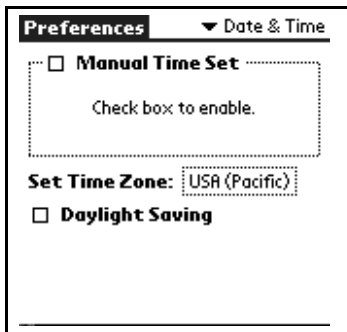 Preferences Date & Time
Manual Time Set
Check box to enable.
Set Time Zone: USA (Pacific)
Daylight Saving